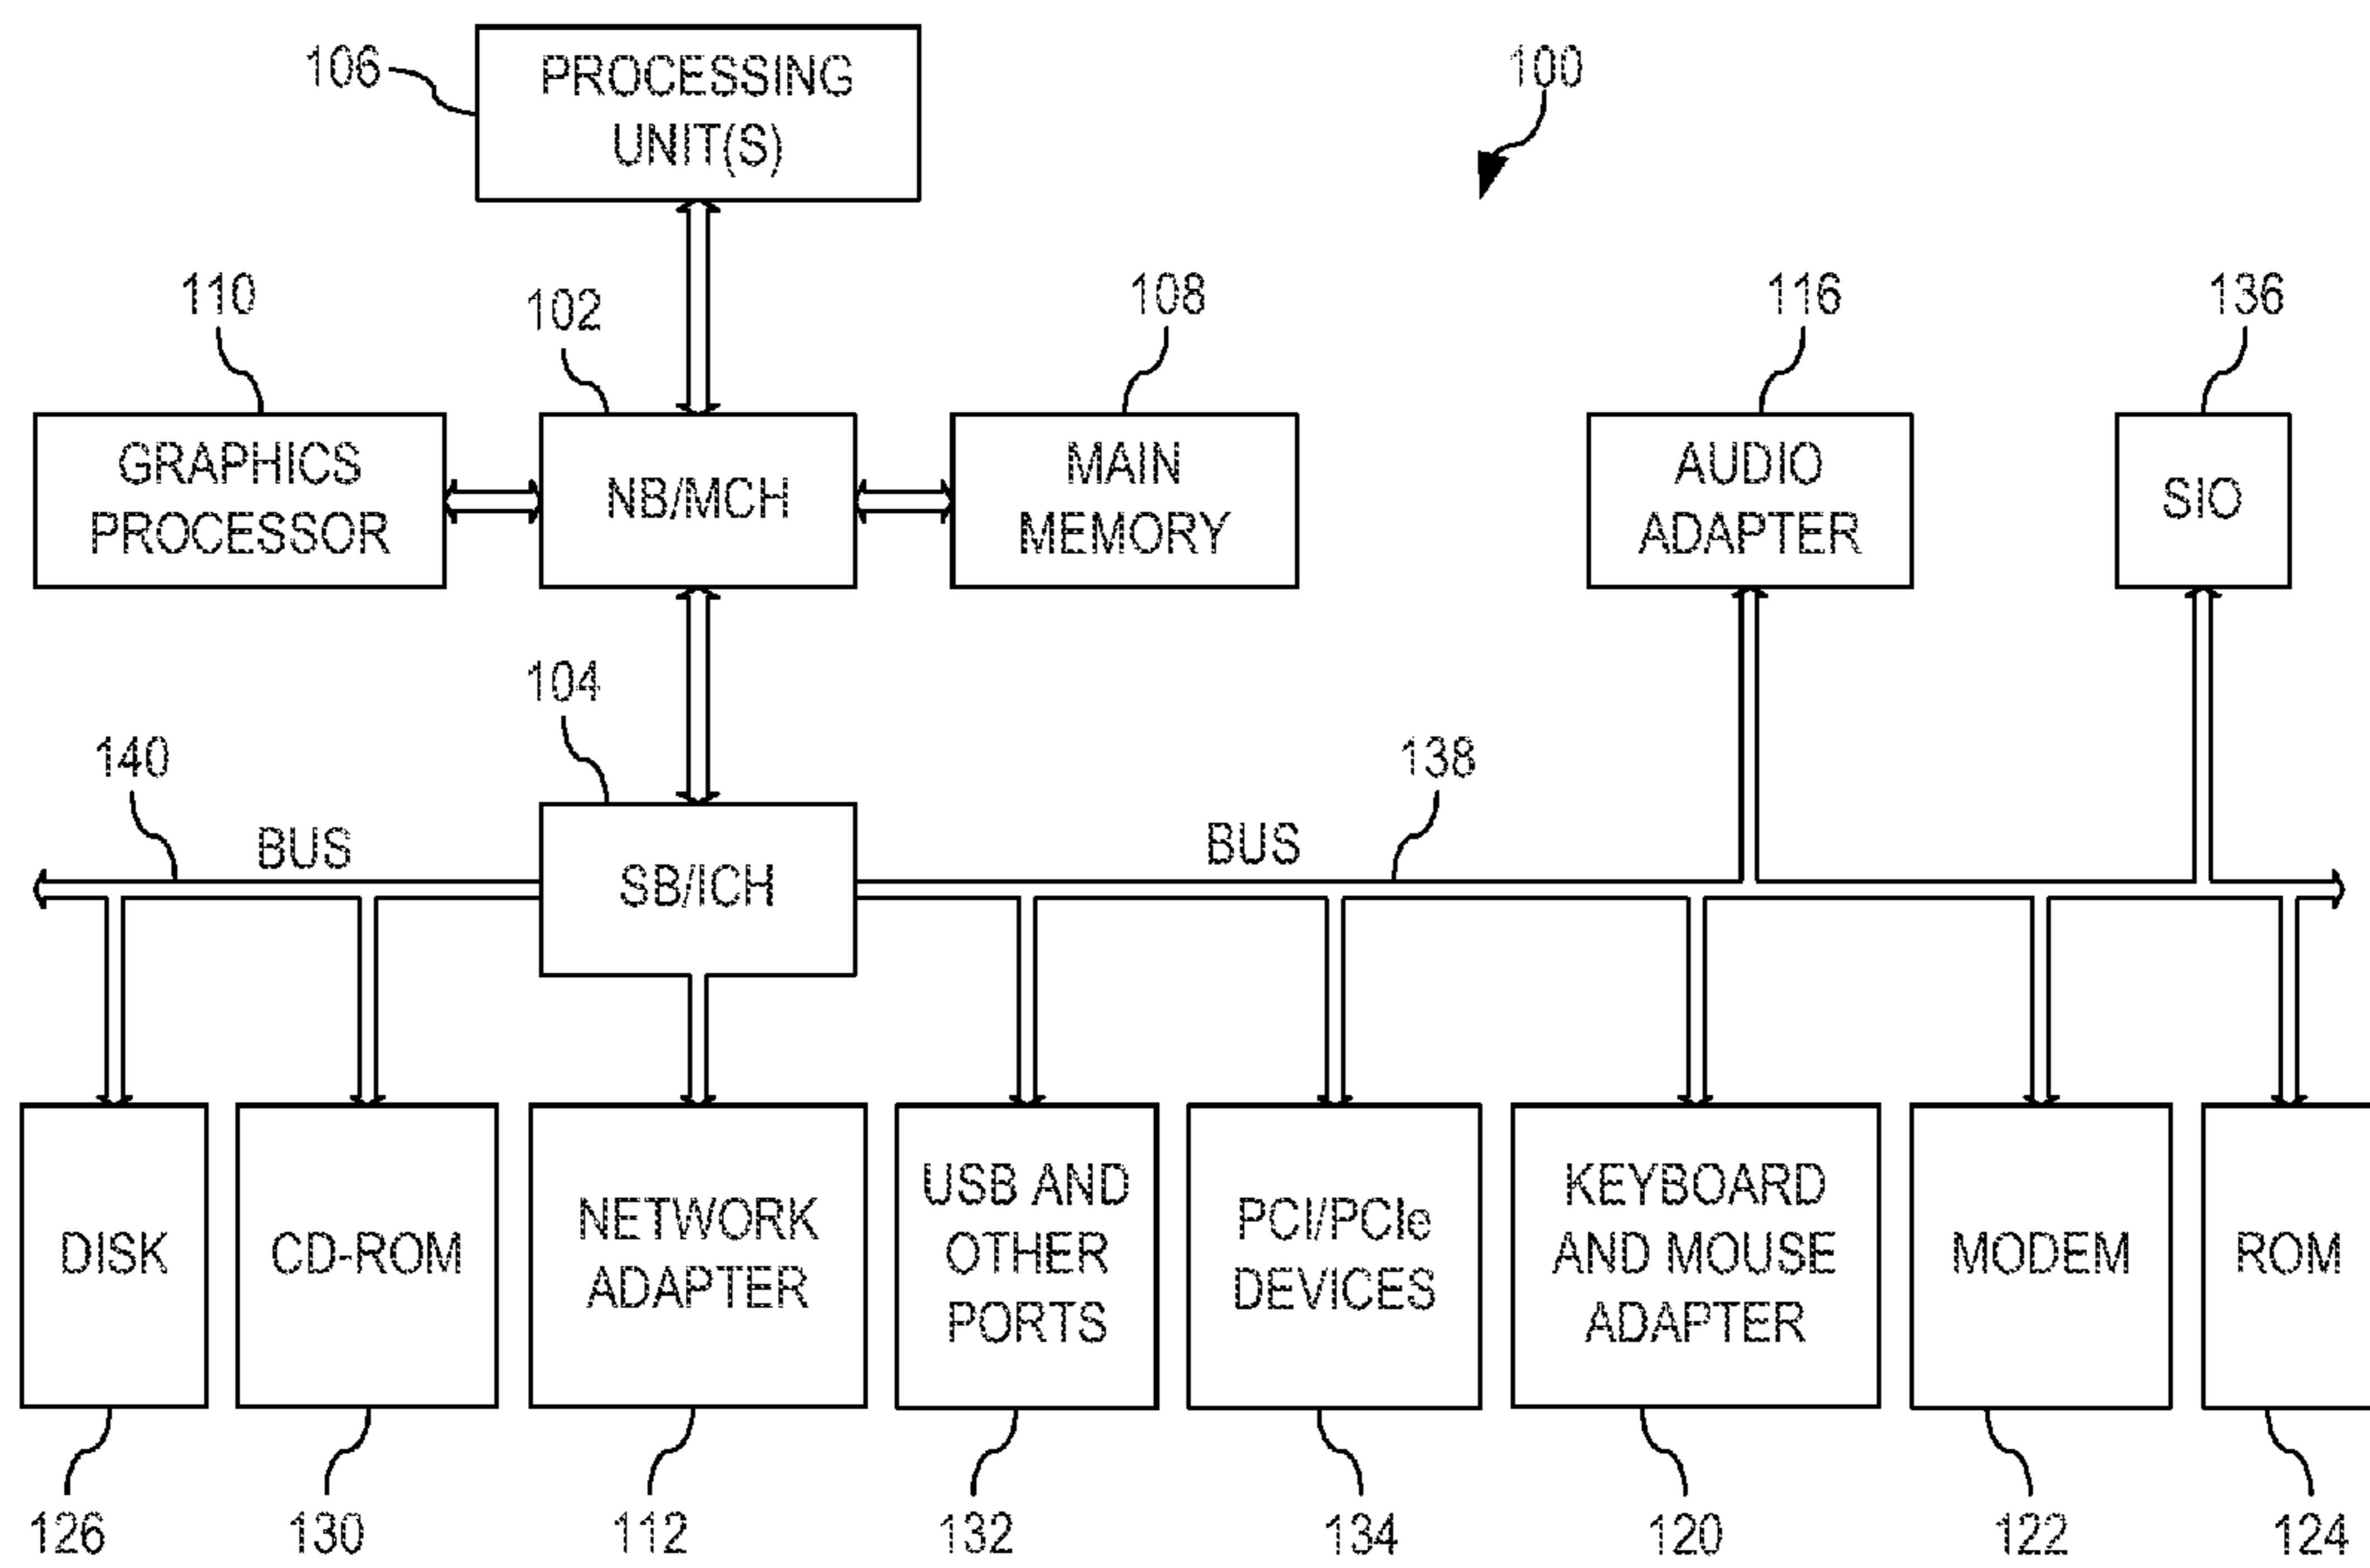 106
PROCESSING
UNIT(S)
100
110
102
108
116
136
GRAPHICS
PROCESSOR
NB/MCH
MAIN
MEMORY
AUDIO
ADAPTER
SIO
104
140
138
BUS
SB/ICH
BUS
DISK
CD-ROM
NETWORK
ADAPTER
USB AND
OTHER
PORTS
PCI/PCIe
DEVICES
KEYBOARD
AND MOUSE
ADAPTER
MODEM
ROM
126
130
112
132
134
120
122
124